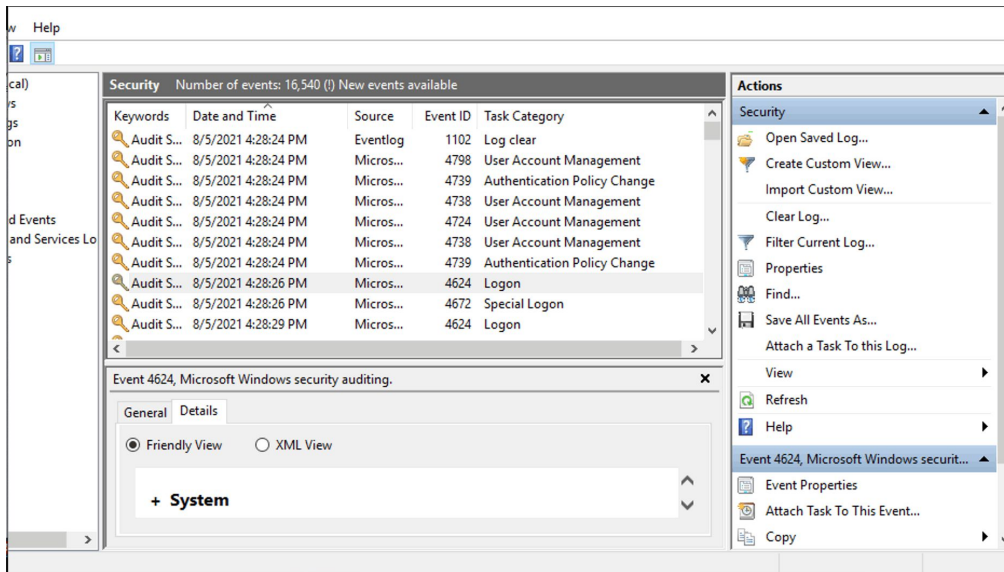 w Help
cal)
vs
gs
on
d Events
and Services Lo
s
Security Number of events: 16,540 (!) New events available
Keywords Date and Time Source Event ID Task Category
Audit S... 8/5/2021 4:28:24 PM Eventlog 1102 Log clear
Audit S... 8/5/2021 4:28:24 PM Micros... 4798 User Account Management
Audit S... 8/5/2021 4:28:24 PM Micros... 4739 Authentication Policy Change
Audit S... 8/5/2021 4:28:24 PM Micros... 4738 User Account Management
Audit S... 8/5/2021 4:28:24 PM Micros... 4724 User Account Management
Audit S... 8/5/2021 4:28:24 PM Micros... 4738 User Account Management
Audit S... 8/5/2021 4:28:24 PM Micros... 4739 Authentication Policy Change
Audit S... 8/5/2021 4:28:26 PM Micros... 4624 Logon
Audit S... 8/5/2021 4:28:26 PM Micros... 4672 Special Logon
Audit S... 8/5/2021 4:28:29 PM Micros... 4624 Logon
Event 4624, Microsoft Windows security auditing.
General Details
Friendly View XML View
+ System
Actions
Security
Open Saved Log...
Create Custom View...
Import Custom View...
Clear Log...
Filter Current Log...
Properties
Find...
Save All Events As...
Attach a Task To this Log...
View
Refresh
Help
Event 4624, Microsoft Windows securit...
Event Properties
Attach Task To This Event...
Copy